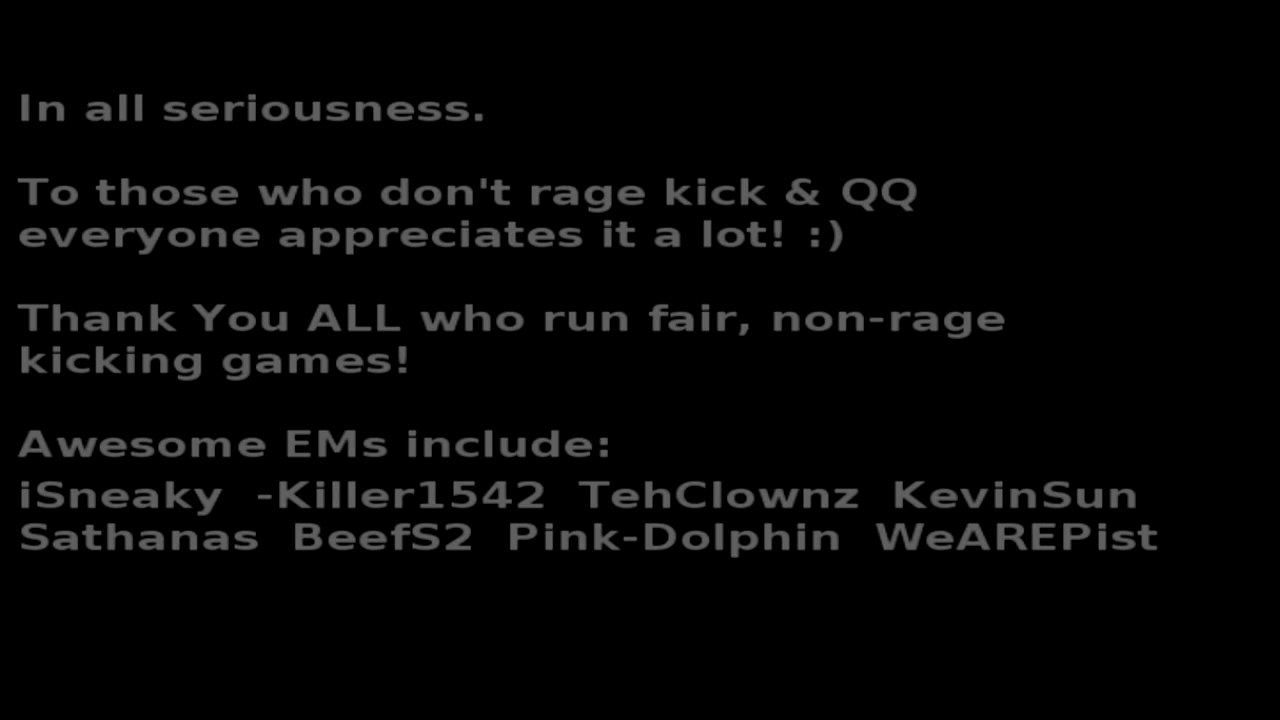 In all seriousness.
To those who don't rage kick & QQ
everyone appreciates it a lot! :)
Thank You ALL who run fair, non-rage
kicking games!
Awesome EMs include:
iSneaky -Killer1542 TehClownz KevinSun
Sathanas BeefS2 Pink-Dolphin WeAREPist